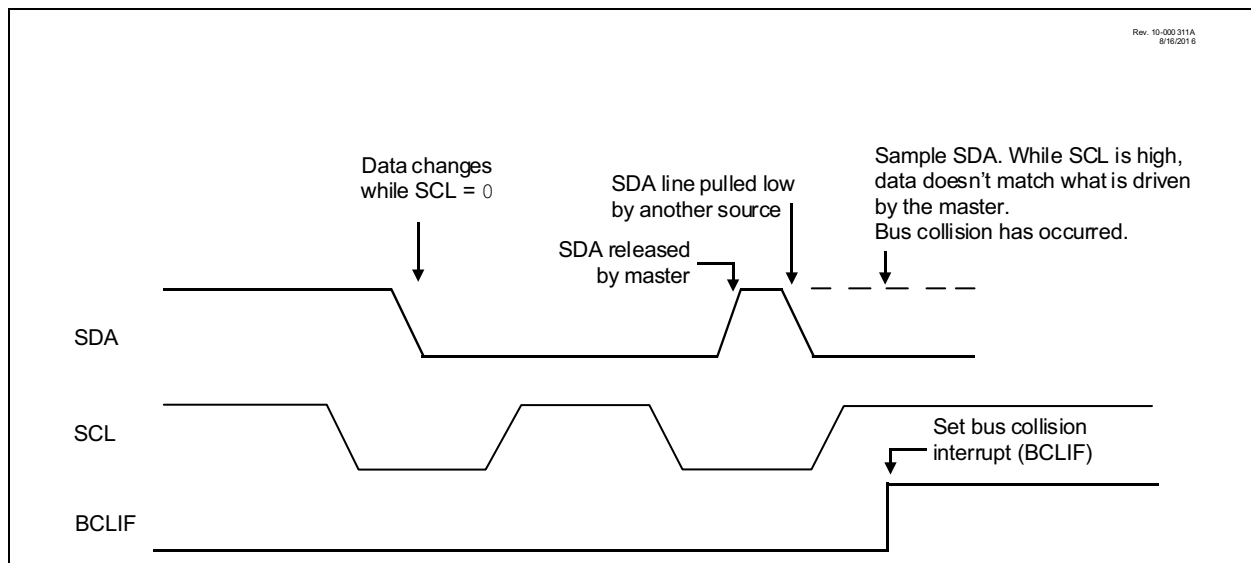 Rev. 10-000 311A
8/16/201 6
Data changes
while SCL = 0
SDA line pulled low
by another source
SDA released
by master
Sample SDA. While SCL is high,
data doesn't match what is driven
by the master.
Bus collision has occurred.
SDA
SCL
Set bus collision
interrupt (BCLIF)
BCLIF